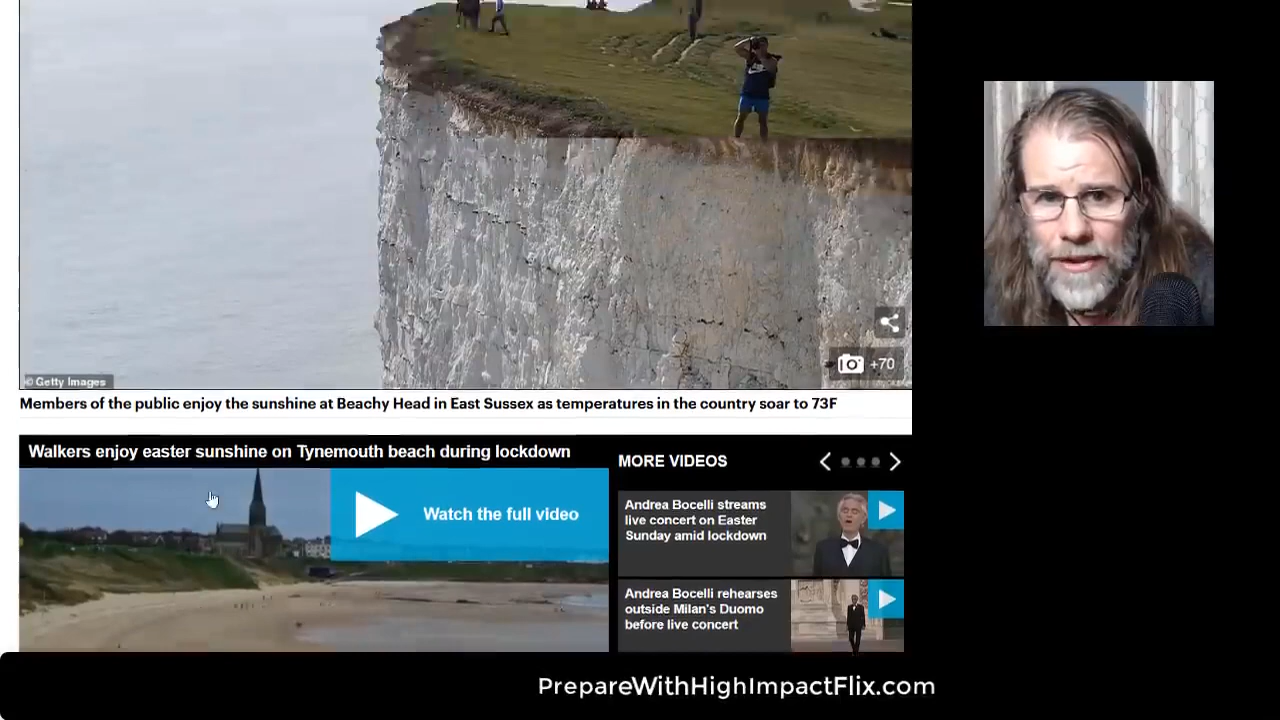 © Getty Images
+70
Members of the public enjoy the sunshine at Beachy Head in East Sussex as temperatures in the country soar to 73F
Walkers enjoy easter sunshine on Tynemouth beach during lockdown
Watch the full video
MORE VIDEOS
Andrea Bocelli streams
live concert on Easter
Sunday amid lockdown
Andrea Bocelli rehearses
outside Milan's Duomo
before live concert
PrepareWithHighImpactFlix.com